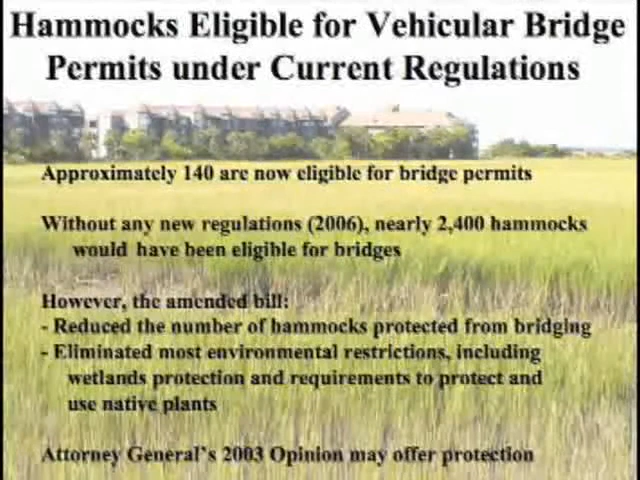 Hammocks Eligible for Vehicular Bridge
Permits under Current Regulations
Approximately 140 are now eligible for bridge permits
Without any new regulations (2006), nearly 2,400 hammocks
would have been eligible for bridges
However, the amended bill:
- Reduced the number of hammocks protected from bridging
- Eliminated most environmental restrictions, including
wetlands protection and requirements to protect and
use native plants
Attorney General's 2003 Opinion may offer protection